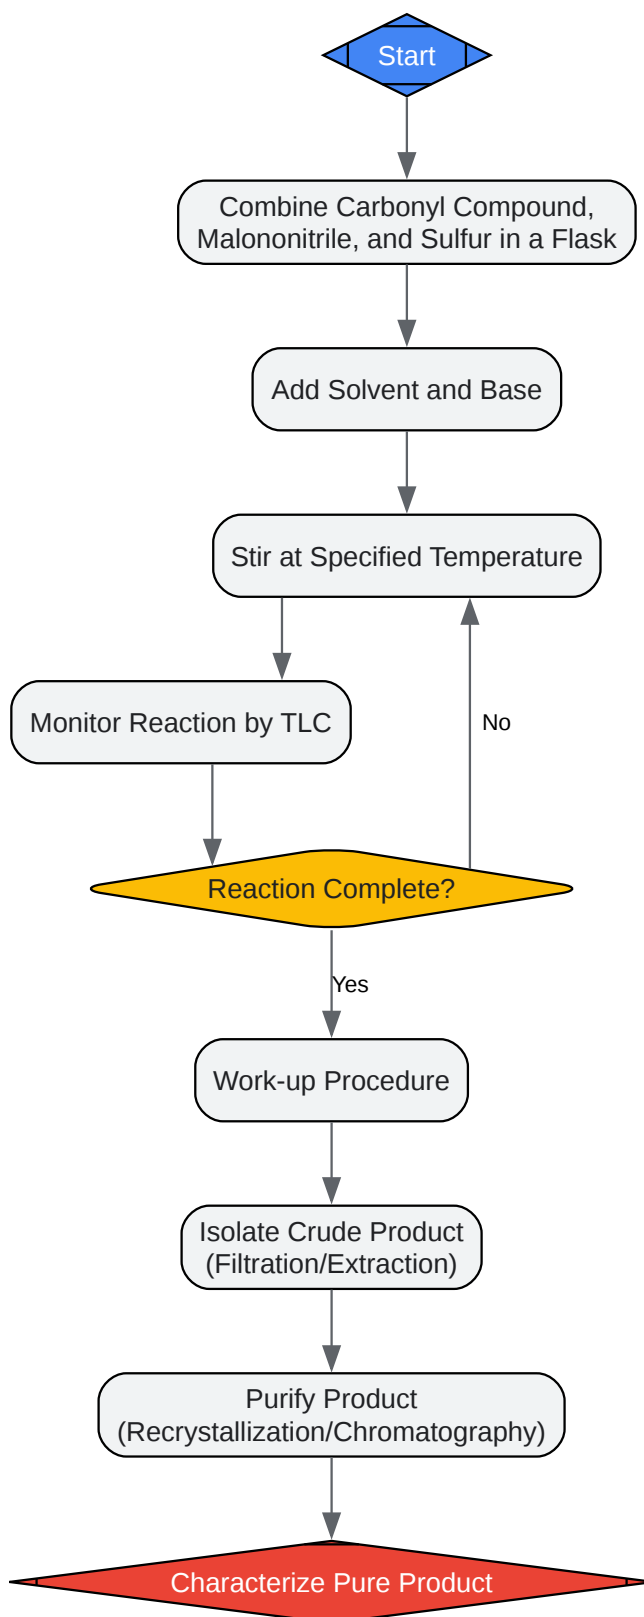 Start
Combine Carbonyl Compound,
Malononitrile, and Sulfur in a Flask
Add Solvent and Base
Stir at Specified Temperature
Monitor Reaction by TLC
No
Reaction Complete?
Yes
Work-up Procedure
Isolate Crude Product
(Filtration/Extraction)
Purify Product
(Recrystallization/Chromatography)
Characterize Pure Product